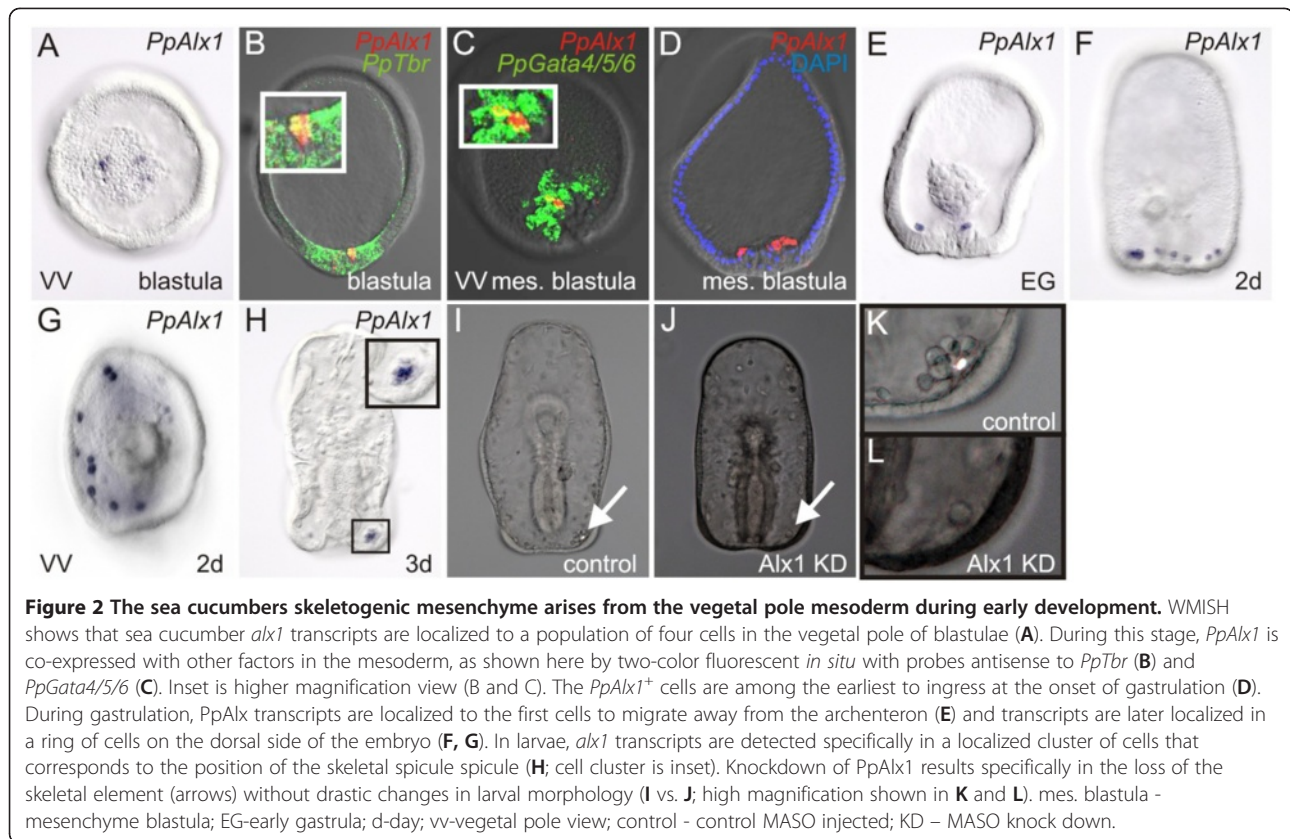 A PpAlx1 VV blastula
B PpAlx1 PpTbr blastula
C PpAlx1 PpGata4/5/6 VV mes. blastula
D PpAlx1 DAPI mes. blastula
E PpAlx1 EG
F PpAlx1 2d
G PpAlx1 VV 2d
H PpAlx1 3d
I control
J Alx1 KD
K control
L Alx1 KD
Figure 2 The sea cucumbers skeletogenic mesenchyme arises from the vegetal pole mesoderm during early development. WMISH
shows that sea cucumber alx1 transcripts are localized to a population of four cells in the vegetal pole of blastulae (A). During this stage, PpAlx1 is
co-expressed with other factors in the mesoderm, as shown here by two-color fluorescent in situ with probes antisense to PpTbr (B) and
PpGata4/5/6 (C). Inset is higher magnification view (B and C). The PpAlx1+ cells are among the earliest to ingress at the onset of gastrulation (D).
During gastrulation, PpAlx transcripts are localized to the first cells to migrate away from the archenteron (E) and transcripts are later localized in
a ring of cells on the dorsal side of the embryo (F, G). In larvae, alx1 transcripts are detected specifically in a localized cluster of cells that
corresponds to the position of the skeletal spicule spicule (H; cell cluster is inset). Knockdown of PpAlx1 results specifically in the loss of the
skeletal element (arrows) without drastic changes in larval morphology (I vs. J; high magnification shown in K and L). mes. blastula -
mesenchyme blastula; EG-early gastrula; d-day; vv-vegetal pole view; control - control MASO injected; KD – MASO knock down.